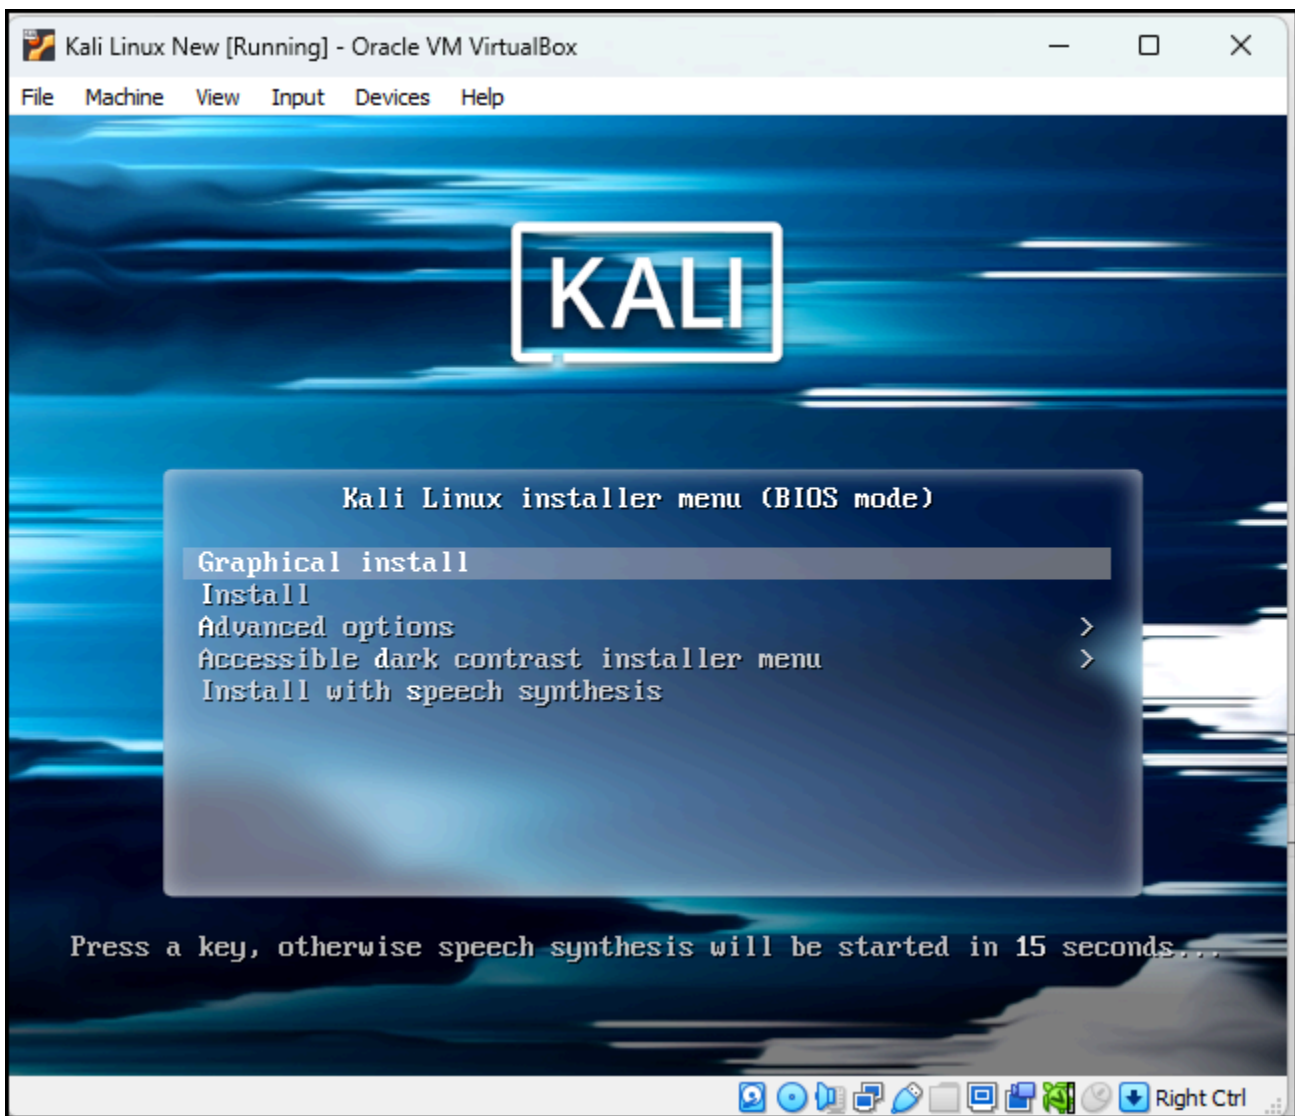 Kali Linux New [Running] - Oracle VM VirtualBox
File Machine View Input Devices Help
KALI
Kali Linux installer menu (BIOS mode)
Graphical install
Install
Advanced options >
Accessible dark contrast installer menu >
Install with speech synthesis
Press a key, otherwise speech synthesis will be started in 15 seconds...
Right Ctrl